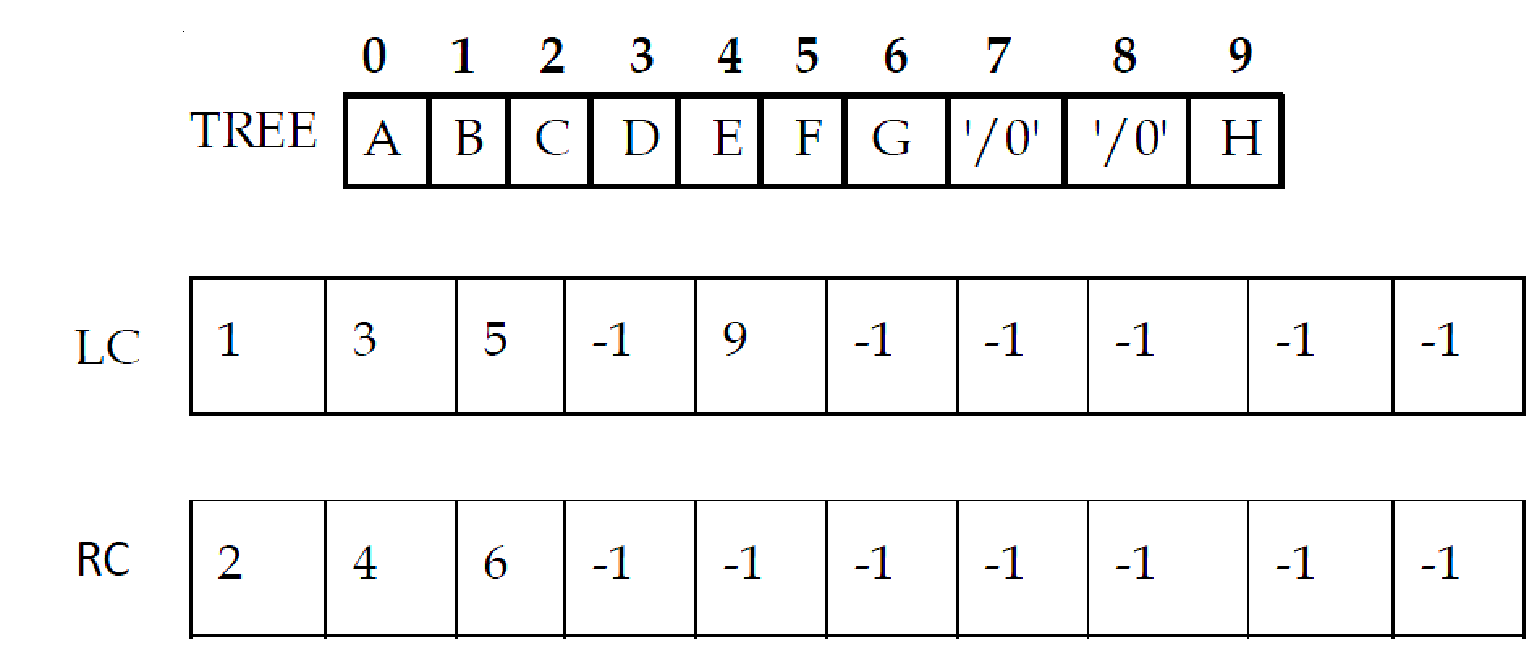 0 1 2 3 4 5 6 7 8 9
TREE A B C D E F G '/0' '/0' H
LC 1 3 5 -1 9 -1 -1 -1 -1 -1
RC 2 4 6 -1 -1 -1 -1 -1 -1 -1